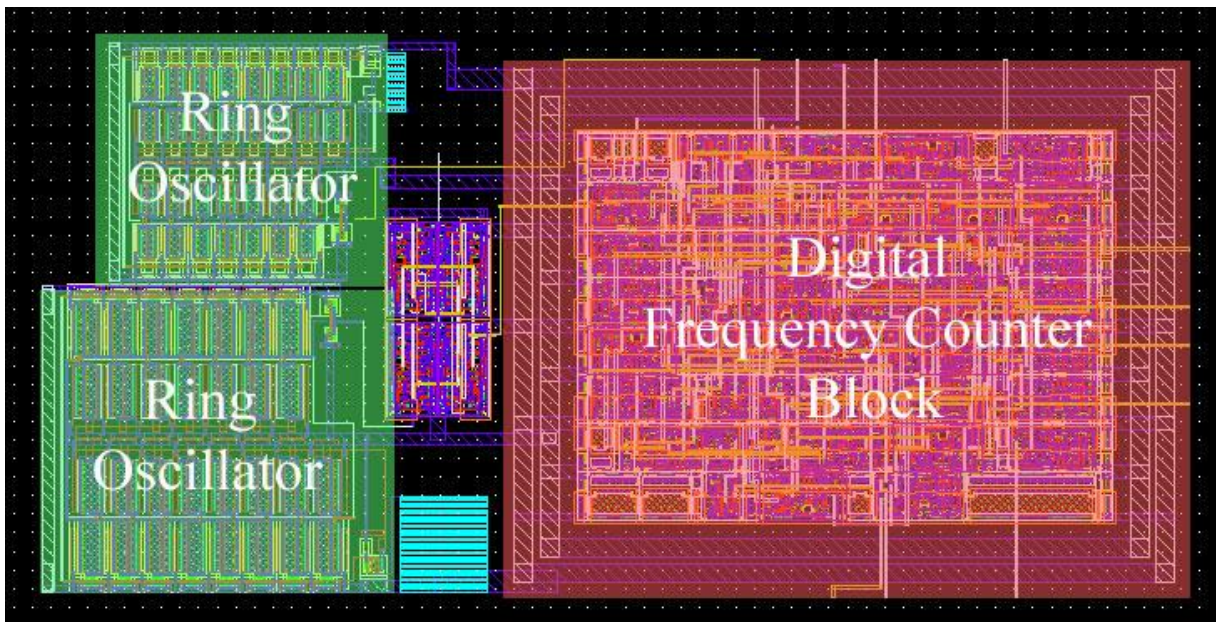 Ring
Oscillator
Ring
Oscillator
Digital
Frequency Counter
Block